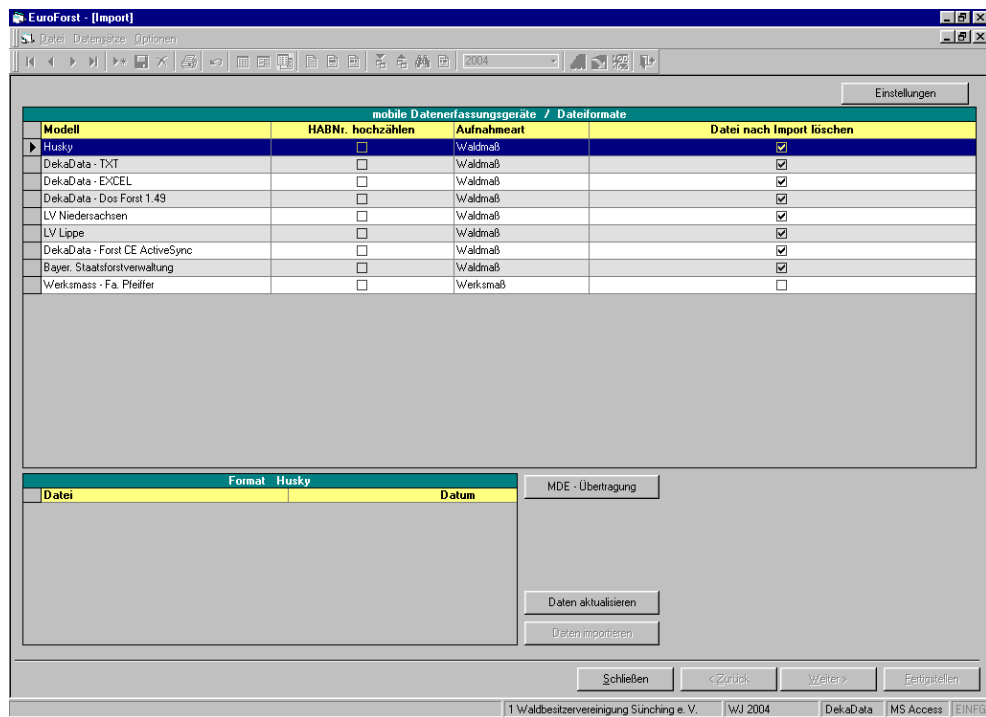 EuroForst - [Import]
Datei Datensätze Optionen
2004
Einstellungen
mobile Datenerfassungsgeräte / Dateiformate
Modell HABNr. hochzählen Aufnahmeart Datei nach Import löschen
Husky Waldmaß
DekaData - TXT Waldmaß
DekaData - EXCEL Waldmaß
DekaData - Dos Forst 1.49 Waldmaß
LV Niedersachsen Waldmaß
LV Lippe Waldmaß
DekaData - Forst CE ActiveSync Waldmaß
Bayer. Staatsforstverwaltung Waldmaß
Werksmass - Fa. Pfeiffer Werksmaß
Format Husky
Datei Datum
MDE - Übertragung
Daten aktualisieren
Daten importieren
Schließen < Zurück Weiter > Fertigstellen
1 Waldbesitzervereinigung Sünching e. V. WJ 2004 DekaData MS Access EINFG